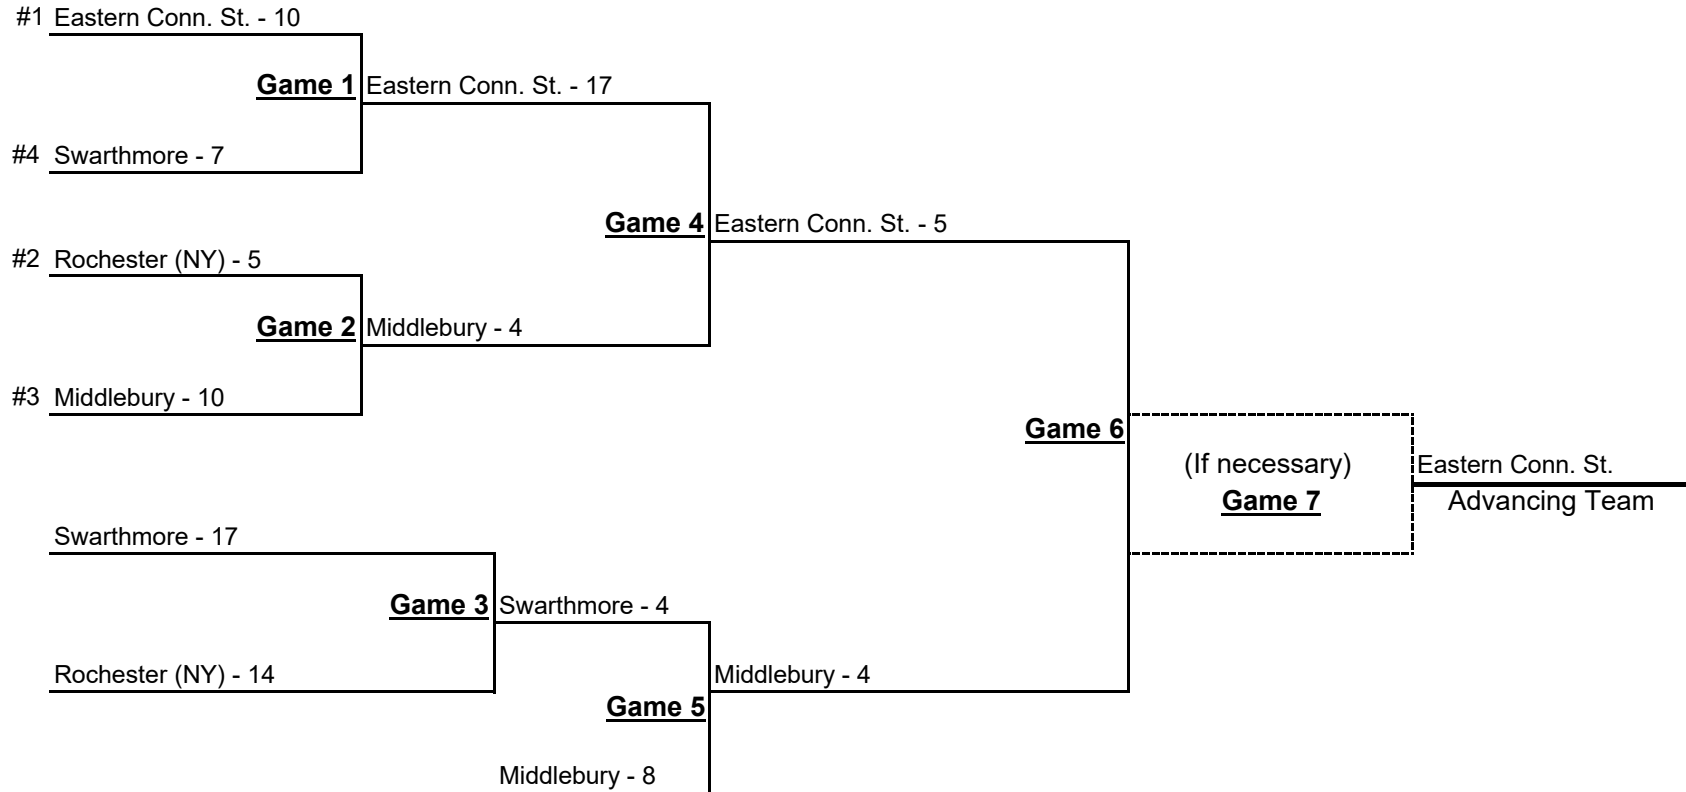 #1 Eastern Conn. St. - 10
Game 1 Eastern Conn. St. - 17
#4 Swarthmore - 7
Game 4 Eastern Conn. St. - 5
#2 Rochester (NY) - 5
Game 2 Middlebury - 4
#3 Middlebury - 10
Game 6
(If necessary)
Game 7
Eastern Conn. St.
Advancing Team
Swarthmore - 17
Game 3 Swarthmore - 4
Rochester (NY) - 14
Middlebury - 4
Game 5
Middlebury - 8